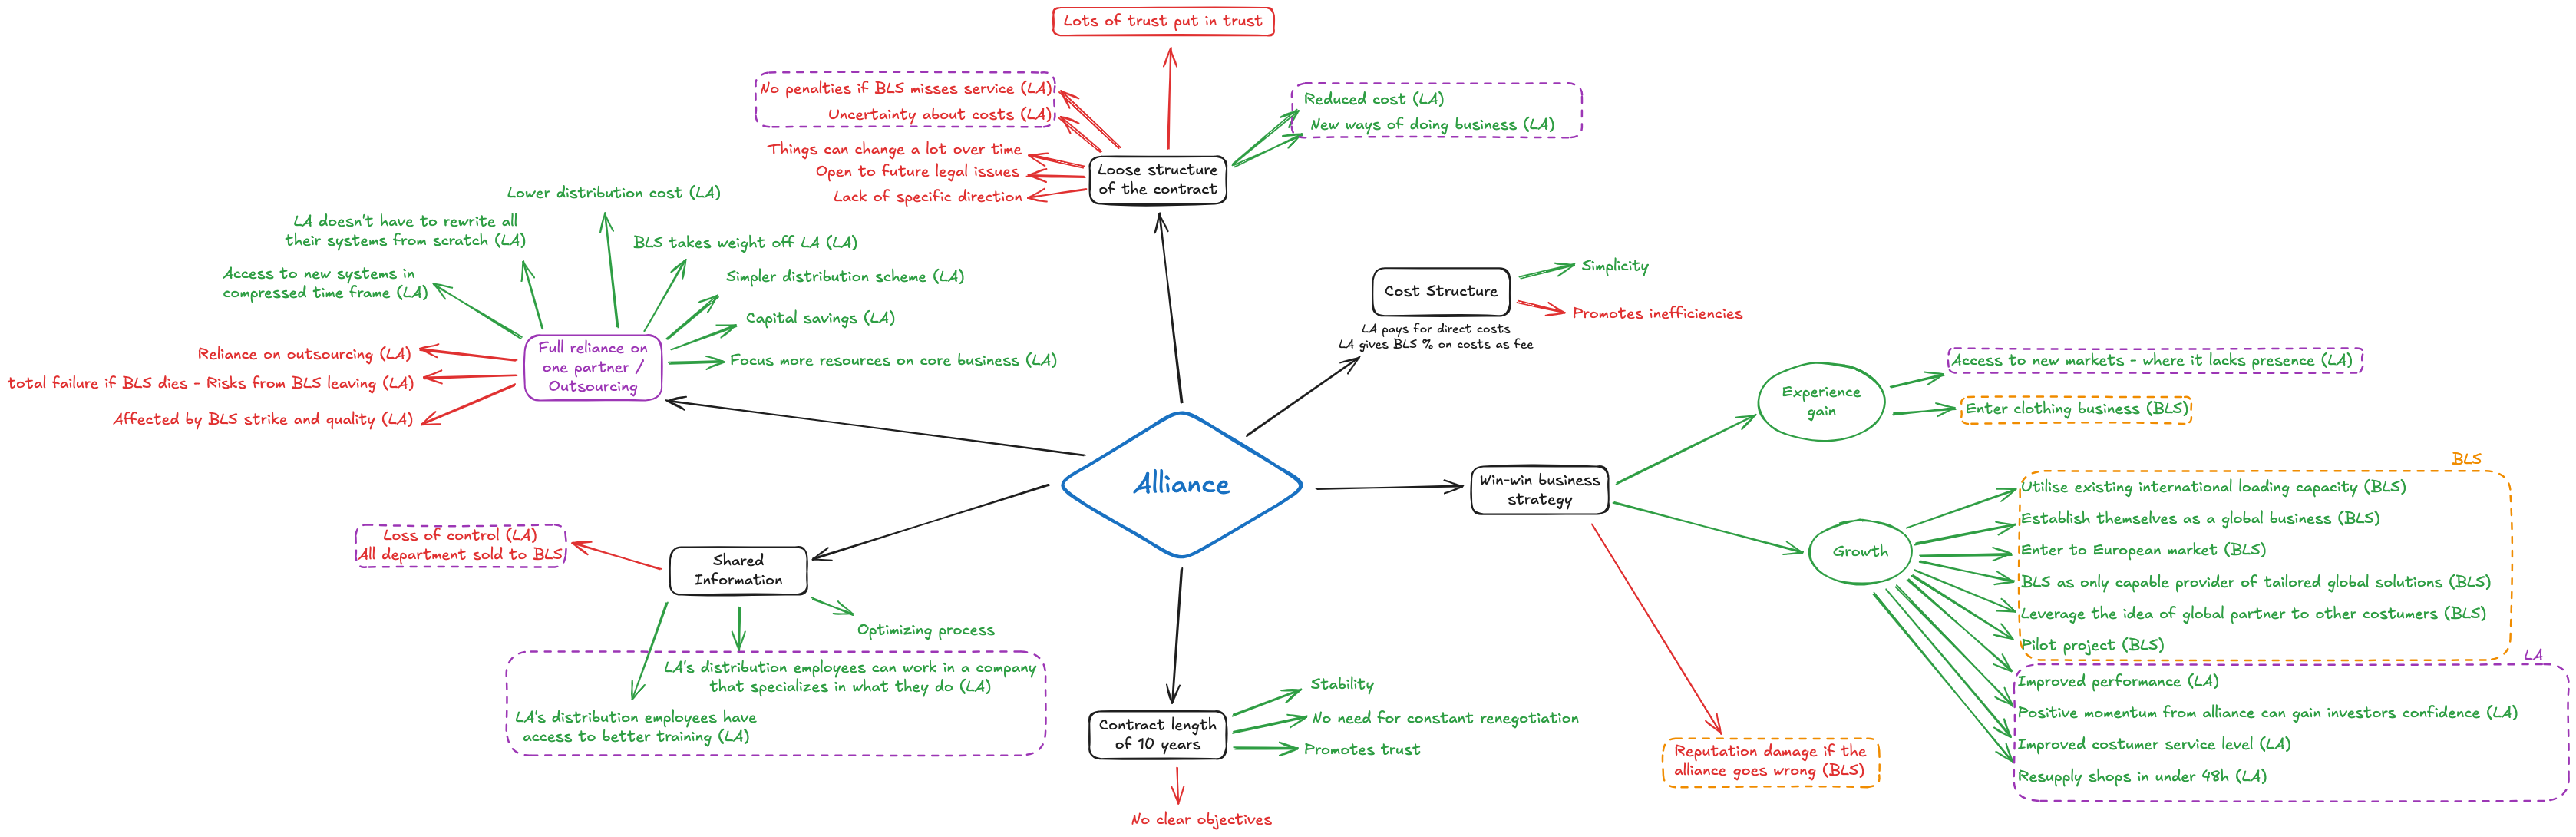 Lots of trust put in trust
No penalties if BLS misses service (LA)
Uncertainty about costs (LA)
Things can change a lot over time
Open to future legal issues
Lack of specific direction
Loose structure
of the contract
Reduced cost (LA)
New ways of doing business (LA)
Lower distribution cost (LA)
LA doesn't have to rewrite all
their systems from scratch (LA)
Access to new systems in
compressed time frame (LA)
BLS takes weight off LA (LA)
Simpler distribution scheme (LA)
Capital savings (LA)
Focus more resources on core business (LA)
Full reliance on
one partner /
Outsourcing
Reliance on outsourcing (LA)
total failure if BLS dies - Risks from BLS leaving (LA)
Affected by BLS strike and quality (LA)
Cost Structure
LA pays for direct costs
LA gives BLS % on costs as fee
Simplicity
Promotes inefficiencies
Alliance
Win-win business
strategy
Experience
gain
Access to new markets - where it lacks presence (LA)
Enter clothing business (BLS)
Growth
BLS
Utilise existing international loading capacity (BLS)
Establish themselves as a global business (BLS)
Enter to European market (BLS)
BLS as only capable provider of tailored global solutions (BLS)
Leverage the idea of global partner to other costumers (BLS)
Pilot project (BLS)
LA
Improved performance (LA)
Positive momentum from alliance can gain investors confidence (LA)
Improved costumer service level (LA)
Resupply shops in under 48h (LA)
Reputation damage if the
alliance goes wrong (BLS)
Shared
Information
Loss of control (LA)
All department sold to BLS
Optimizing process
LA's distribution employees can work in a company
that specializes in what they do (LA)
LA's distribution employees have
access to better training (LA)
Contract length
of 10 years
Stability
No need for constant renegotiation
Promotes trust
No clear objectives